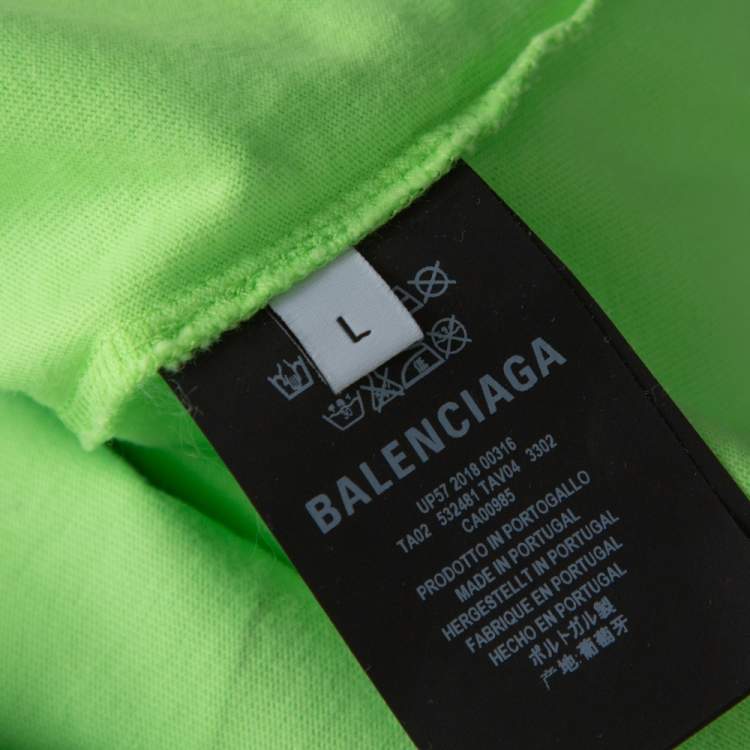 L
BALENCIAGA
UP57 2018 00316
TA02 532481 TAV04 3302
CA00985
PRODOTTO IN PORTOGALLO
MADE IN PORTUGAL
HERGESTELLT IN PORTUGAL
FABRIQUE EN PORTUGAL
HECHO EN PORTUGAL
ポルトガル製
产地:葡萄牙